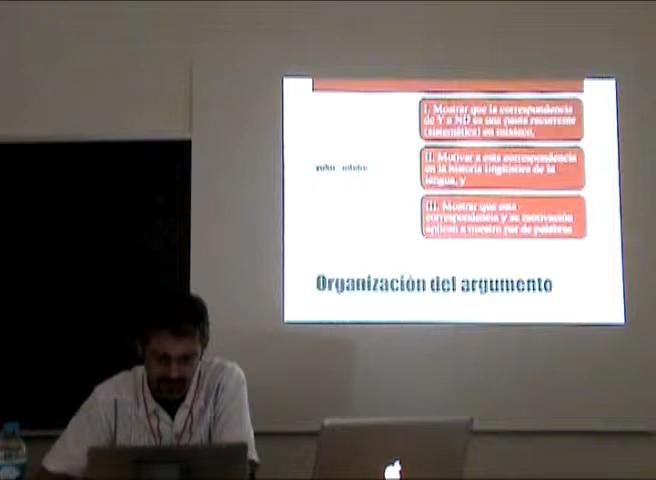 I. Mostrar que la correspondencia
de Y a ND es una pauta recurrente
(sistemática) en mixteco,
II. Motivar a esta correspondencia
en la historia lingüística de la
lengua, y
III. Mostrar que esta
correspondencia y su motivación
aplican a nuestro par de palabras
Organización del argumento